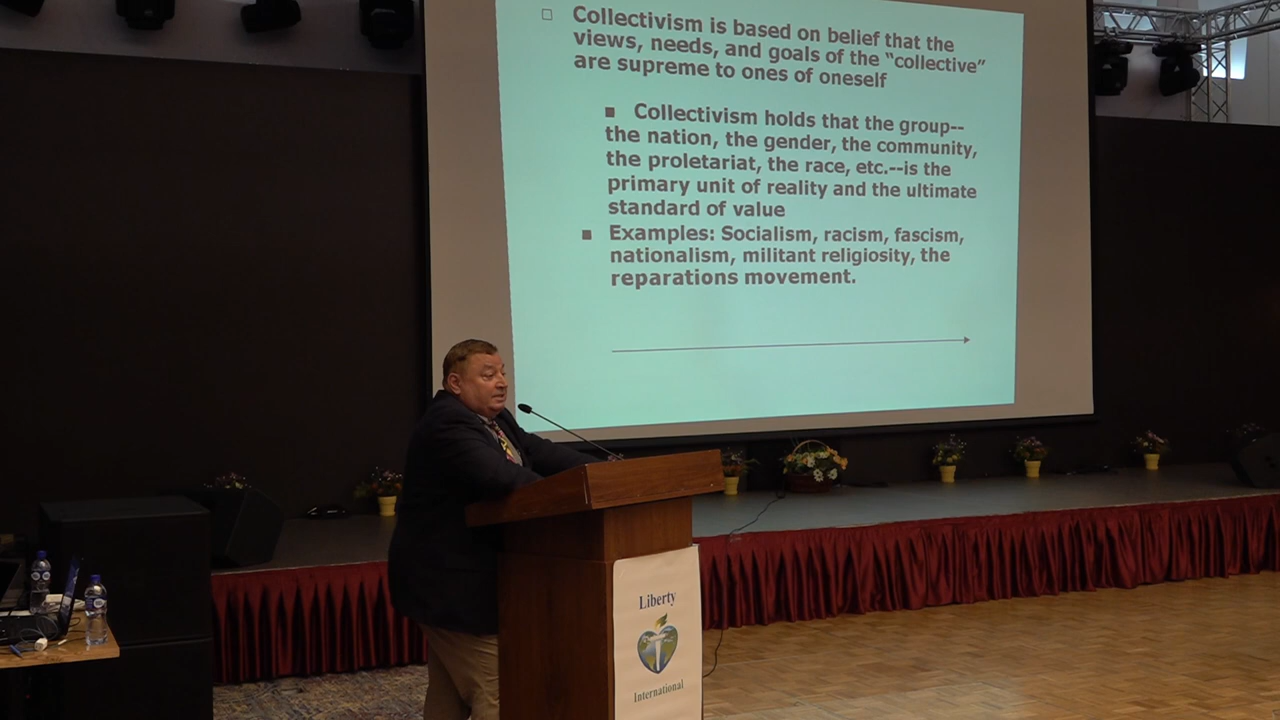 Collectivism is based on belief that the
views, needs, and goals of the “collective”
are supreme to ones of oneself
Collectivism holds that the group--
the nation, the gender, the community,
the proletariat, the race, etc.--is the
primary unit of reality and the ultimate
standard of value
Examples: Socialism, racism, fascism,
nationalism, militant religiosity, the
reparations movement.
Liberty
International